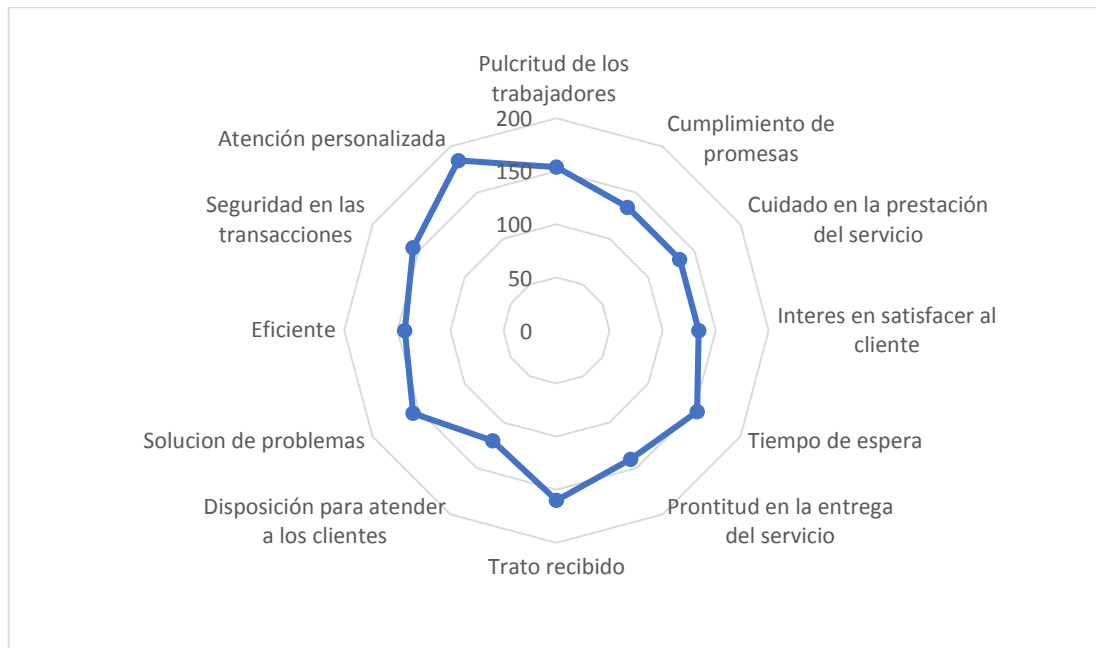 Pulcritud de los
trabajadores
Cumplimiento de
promesas
Cuidado en la prestación
del servicio
Interes en satisfacer al
cliente
Tiempo de espera
Prontitud en la entrega
del servicio
Trato recibido
Disposición para atender
a los clientes
Solucion de problemas
Eficiente
Seguridad en las
transacciones
Atención personalizada
200
150
100
50
0